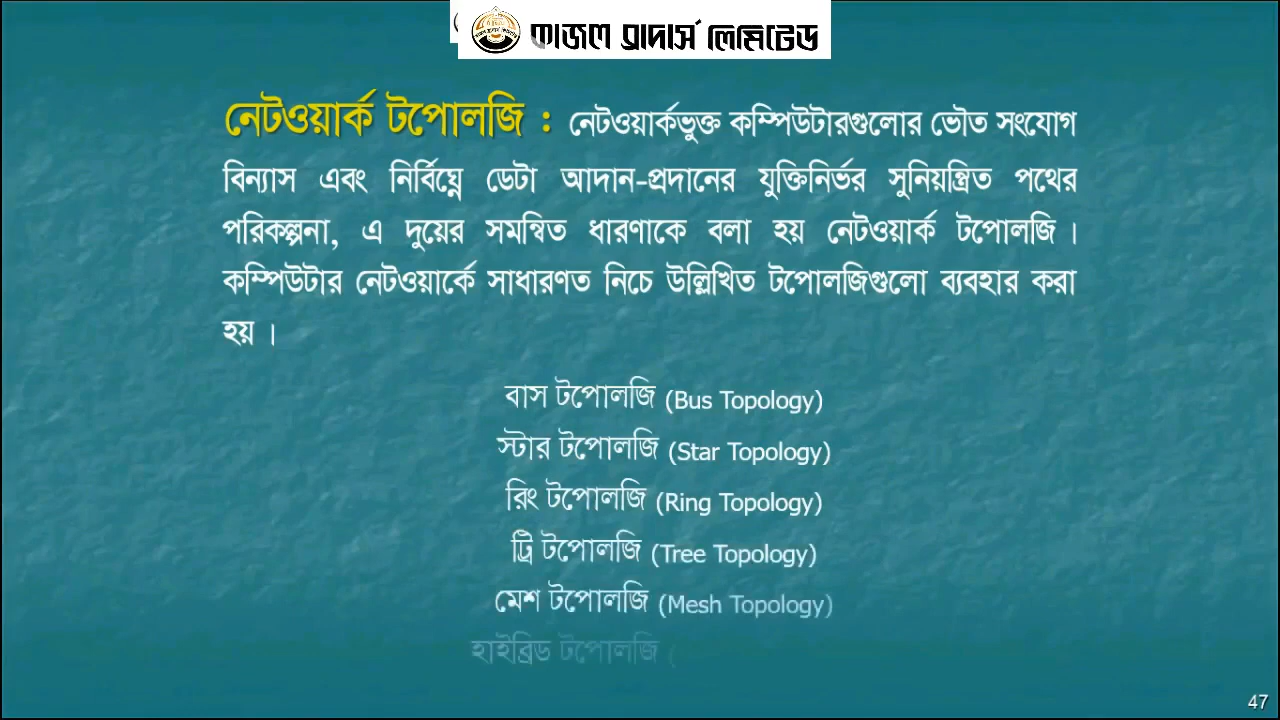 কাজল ব্রাদার্স লিমিটেড
নেটওয়ার্ক টপোলজি : নেটওয়ার্কভুক্ত কম্পিউটারগুলোর ভৌত সংযোগ
বিন্যাস এবং নির্বিঘ্নে ডেটা আদান-প্রদানের যুক্তিনির্ভর সুনিয়ন্ত্রিত পথের
পরিকল্পনা, এ দুয়ের সমন্বিত ধারণাকে বলা হয় নেটওয়ার্ক টপোলজি।
কম্পিউটার নেটওয়ার্কে সাধারণত নিচে উল্লিখিত টপোলজিগুলো ব্যবহার করা
হয়।
বাস টপোলজি (Bus Topology)
স্টার টপোলজি (Star Topology)
রিং টপোলজি (Ring Topology)
ট্রি টপোলজি (Tree Topology)
মেশ টপোলজি (Mesh Topology)
হাইব্রিড টপোলজি (
47